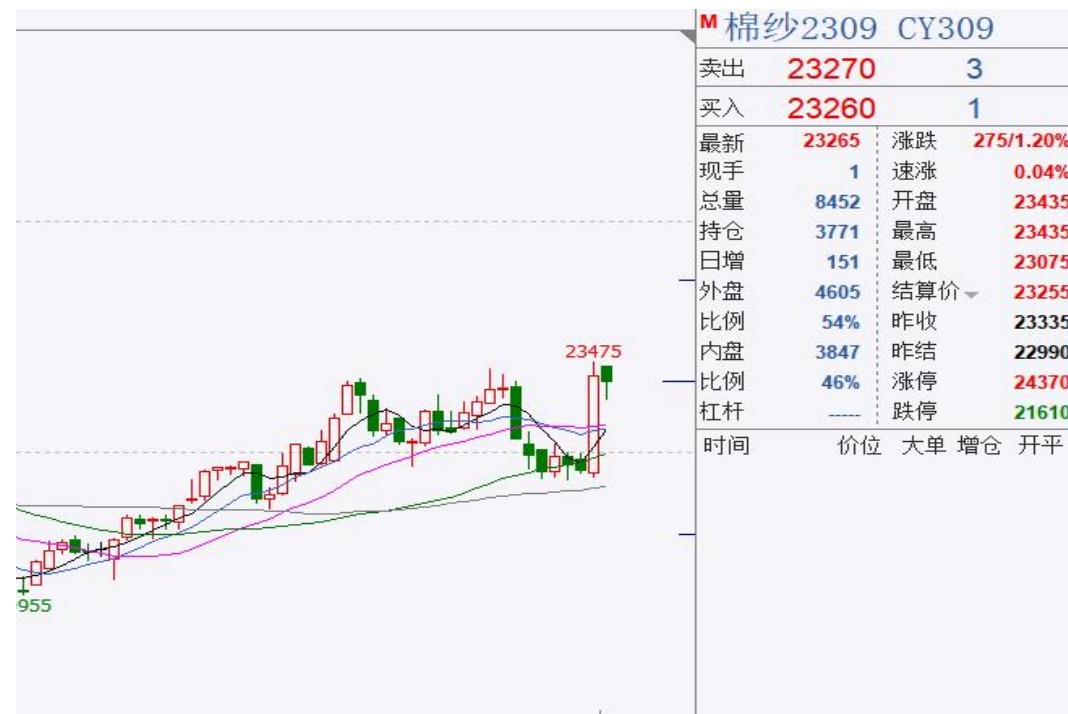 M 棉纱2309 CY309
卖出 23270 3
买入 23260 1
最新 23265 涨跌 275/1.20%
现手 1 速涨 0.04%
总量 8452 开盘 23435
持仓 3771 最高 23435
日增 151 最低 23075
外盘 4605 结算价 23255
比例 54% 昨收 23335
内盘 3847 昨结 22990
比例 46% 涨停 24370
杠杆 ----- 跌停 21610
时间 价位 大单 增仓 开平
23475
955